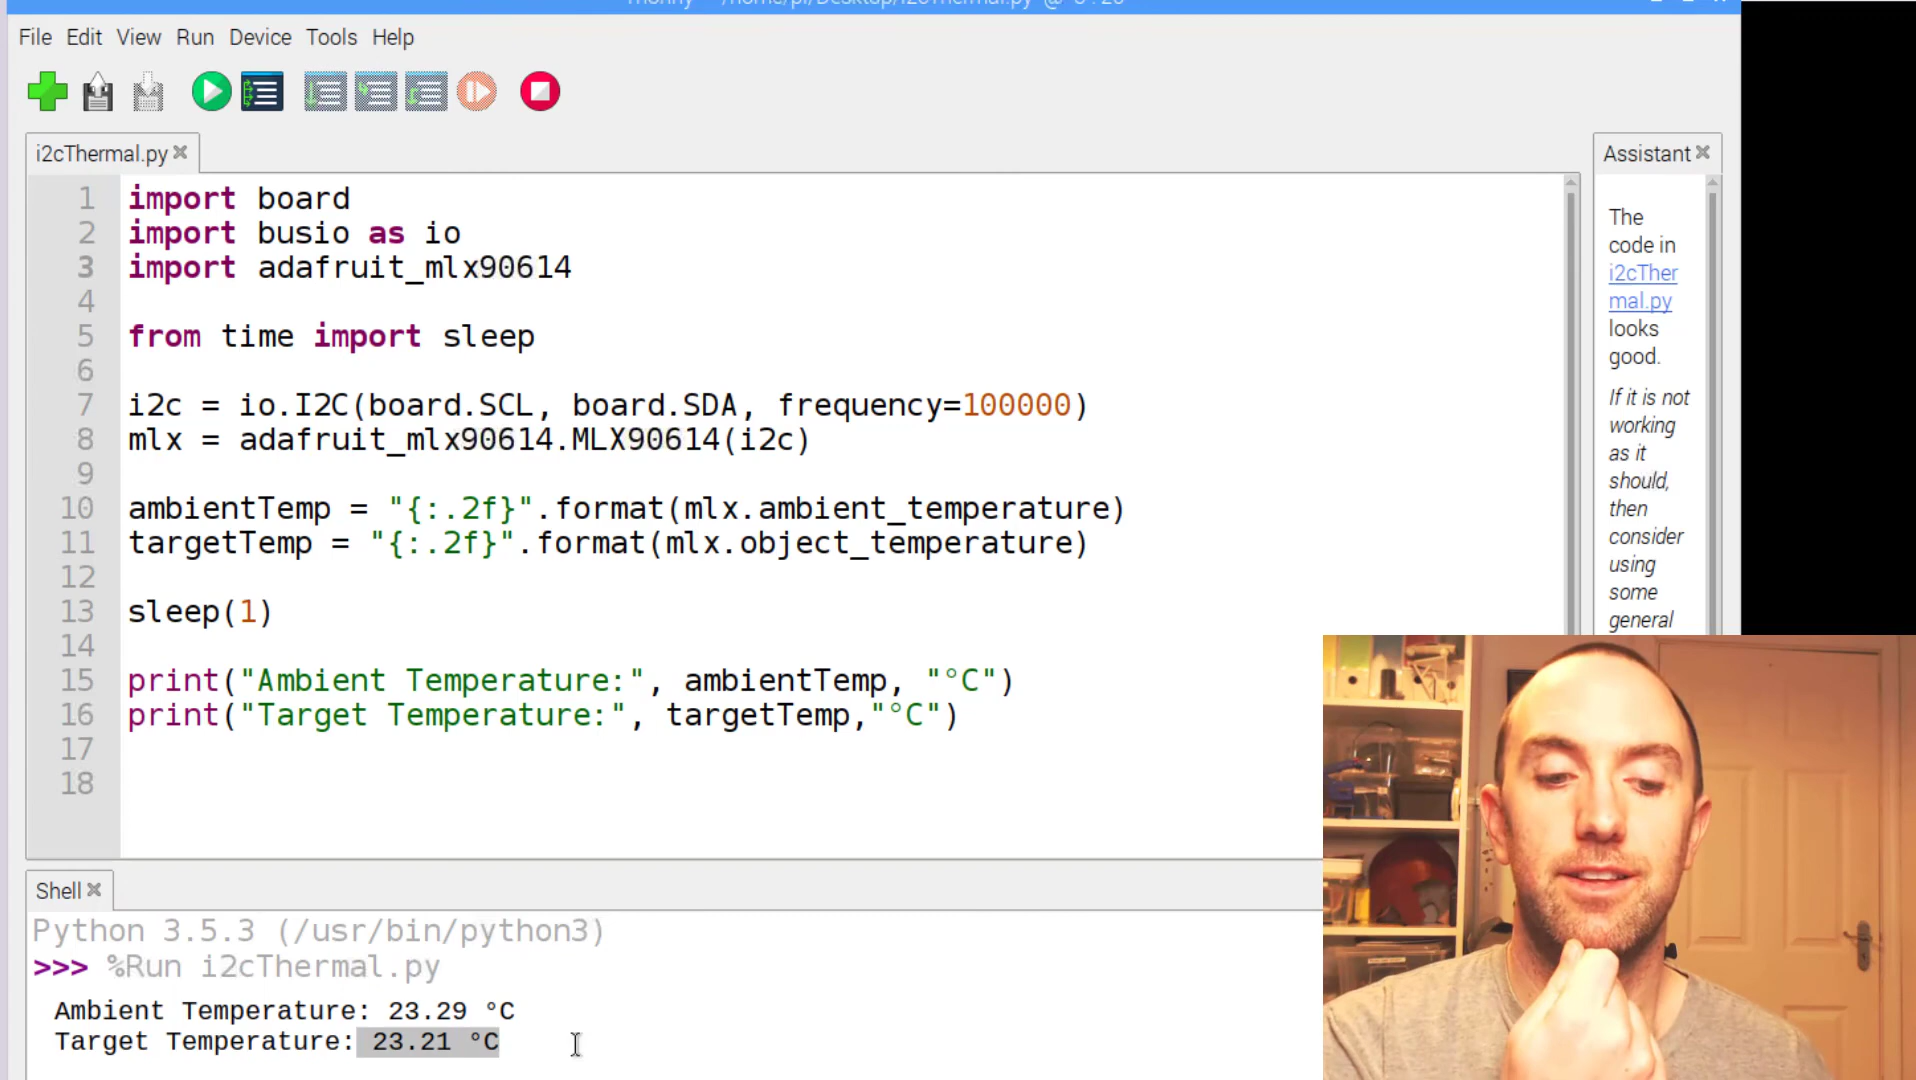 File Edit View Run Device Tools Help
i2cThermal.py
Assistant
1 import board
2 import busio as io
3 import adafruit_mlx90614
4
5 from time import sleep
6
7 i2c = io.I2C(board.SCL, board.SDA, frequency=100000)
8 mlx = adafruit_mlx90614.MLX90614(i2c)
9
10 ambientTemp = "{:.2f}".format(mlx.ambient_temperature)
11 targetTemp = "{:.2f}".format(mlx.object_temperature)
12
13 sleep(1)
14
15 print("Ambient Temperature:", ambientTemp, "°C")
16 print("Target Temperature:", targetTemp,"°C")
17
18
The
code in
i2cTher
mal.py
looks
good.
If it is not
working
as it
should,
then
consider
using
some
general
Shell
Python 3.5.3 (/usr/bin/python3)
>>> %Run i2cThermal.py
Ambient Temperature: 23.29 °C
Target Temperature: 23.21 °C